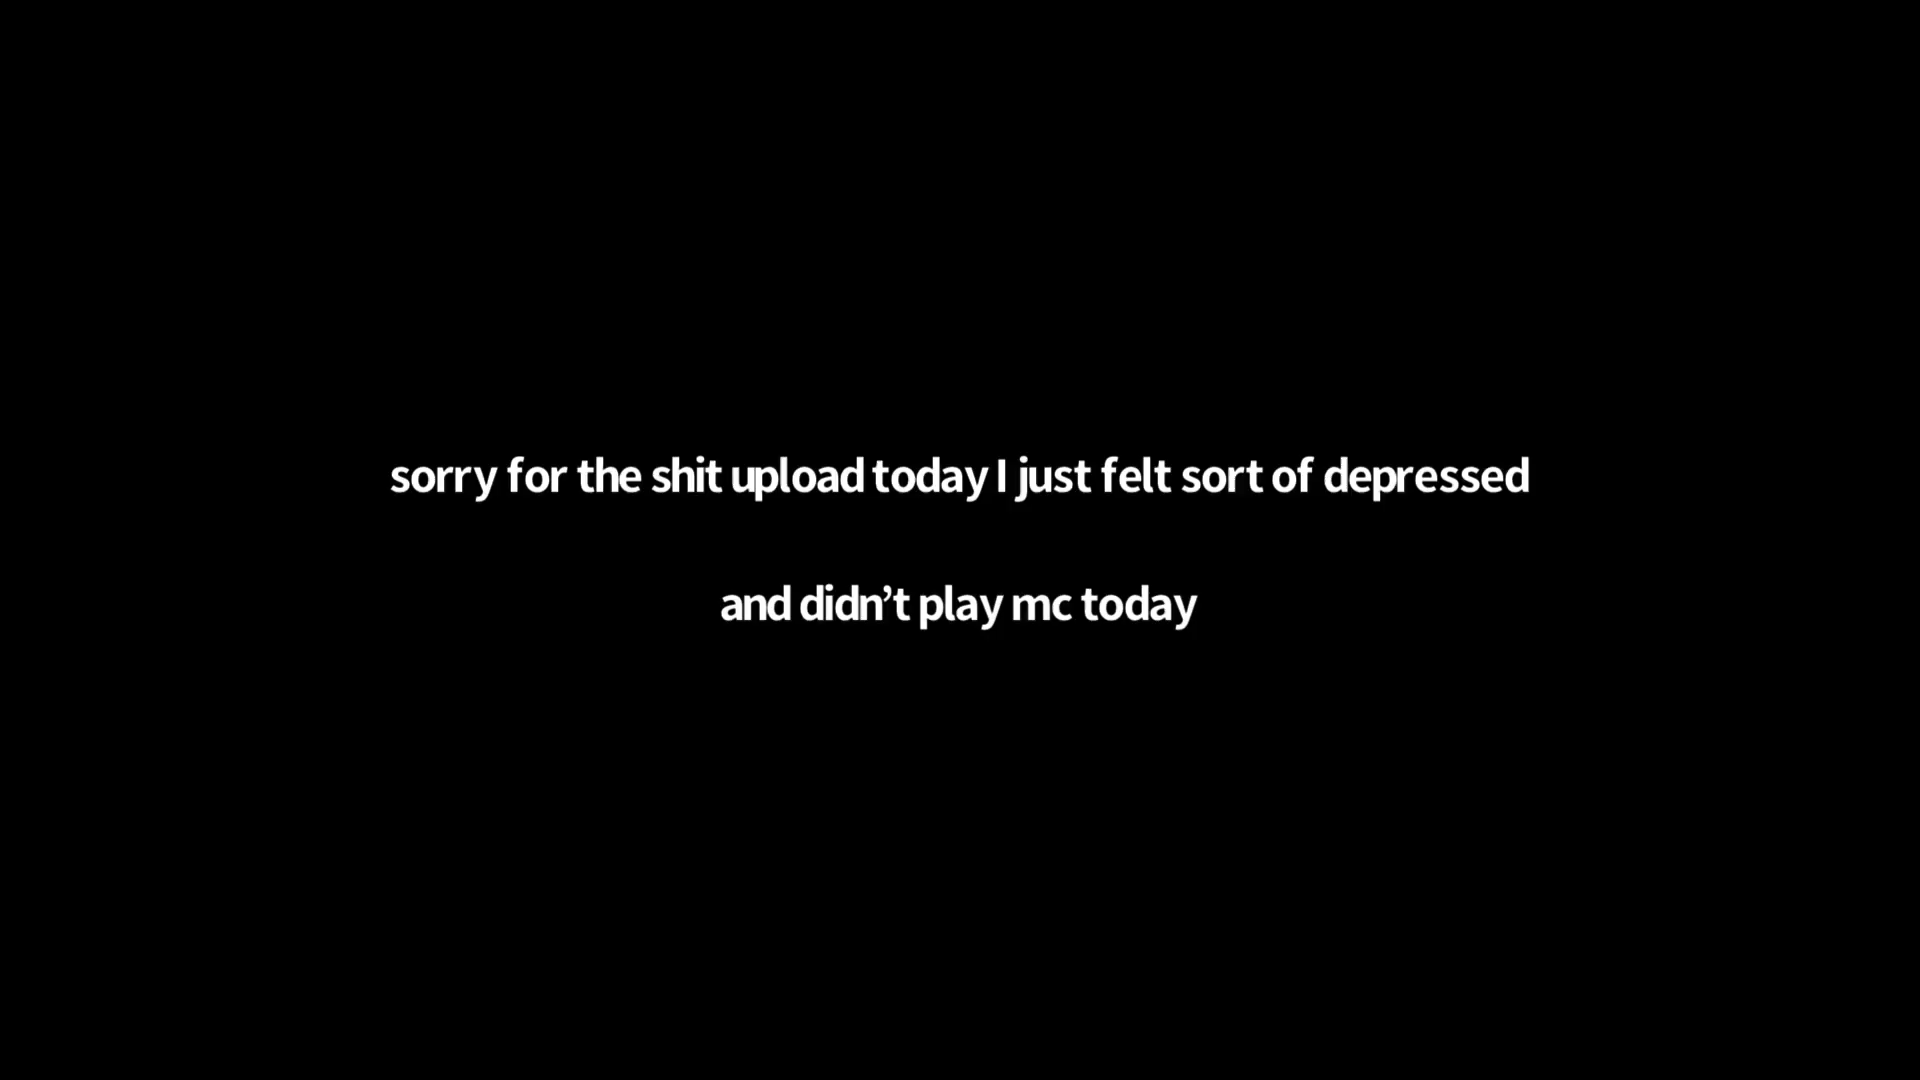 sorry for the shit upload today I just felt sort of depressed
and didn’t play mc today